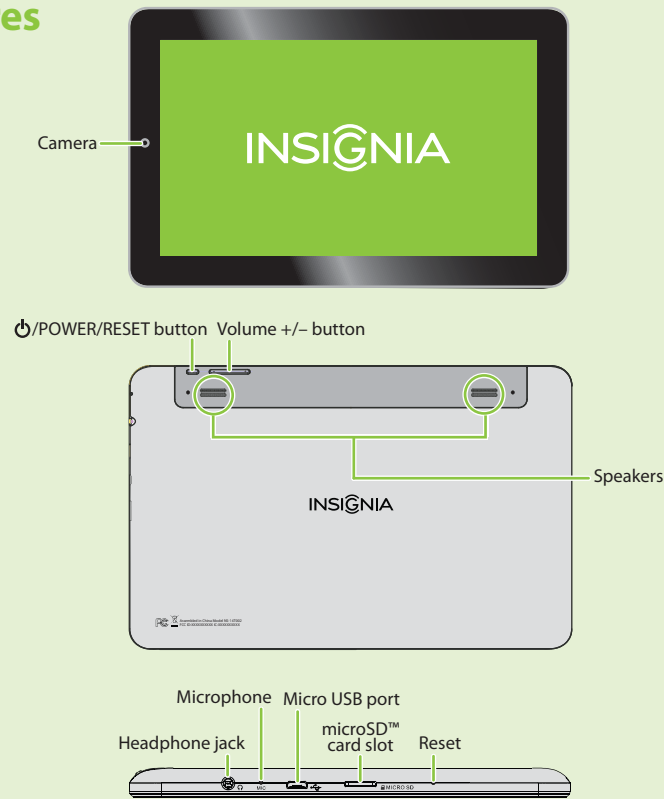 es
INSIGNIA
Camera
/POWER/RESET button Volume +/– button
Speakers
INSIGNIA
FC
Microphone Micro USB port
Headphone jack
microSD™
card slot
Reset
MIC
MICRO SD